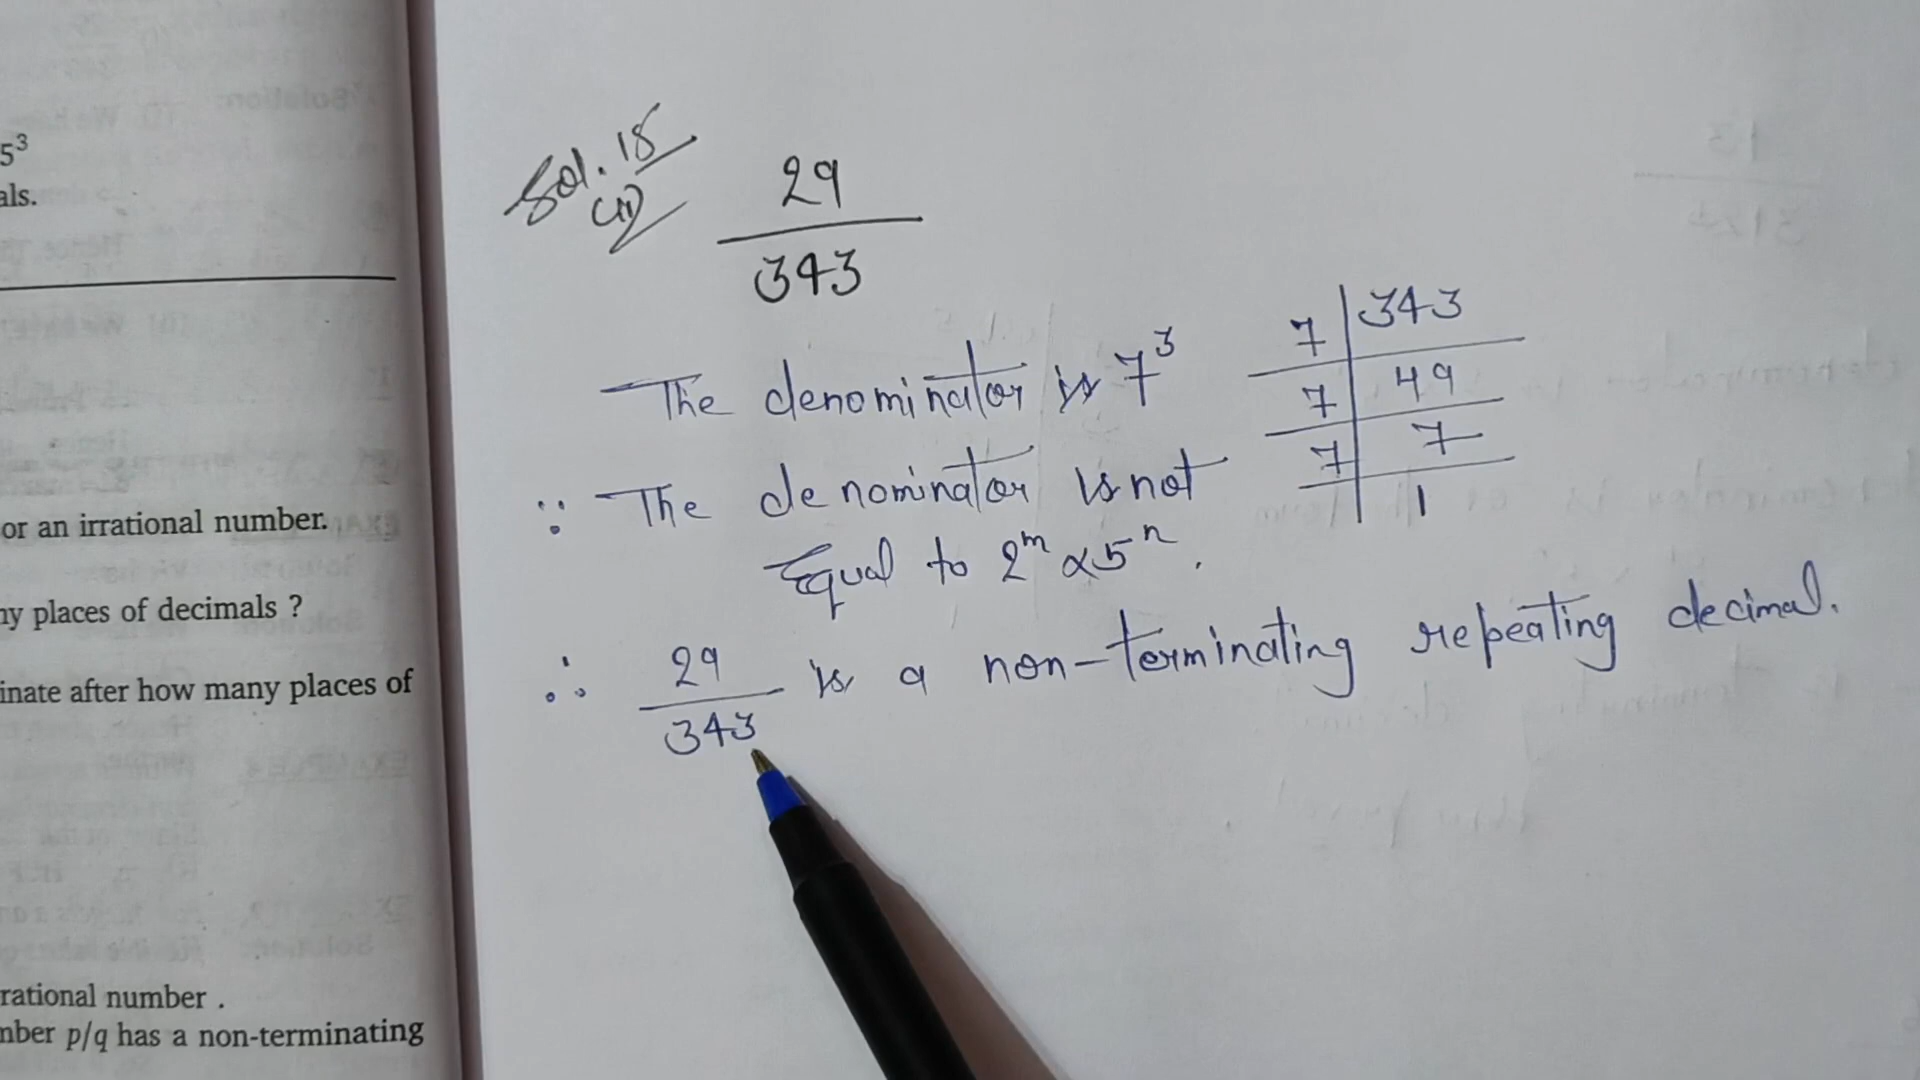 5³
als.
or an irrational number.
ny places of decimals ?
inate after how many places of
rational number .
nber p/q has a non-terminating
Sol. 18
(ii)
29
343
The denominator is 7³
7 | 343
7 | 49
7 | 7
1
∵ The denominator is not
Equal to 2ᵐ × 5ⁿ.
∴ 29/343 is a non-terminating repeating decimal.